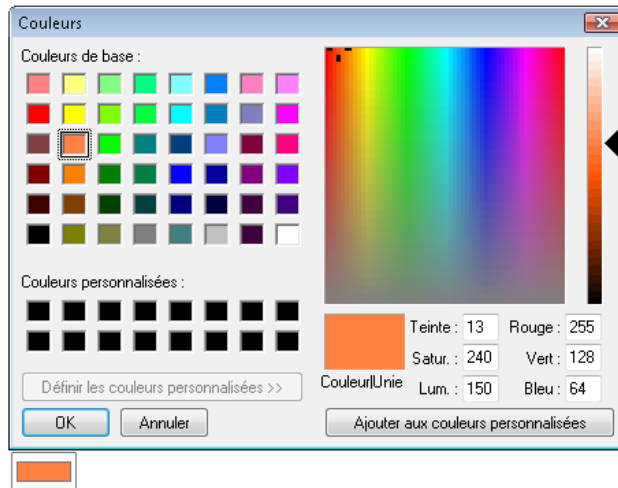 Couleurs
Couleurs de base :
Couleurs personnalisées :
Définir les couleurs personnalisées >>
OK Annuler
Couleur|Unie
Teinte : 13 Rouge : 255
Satur. : 240 Vert : 128
Lum. : 150 Bleu : 64
Ajouter aux couleurs personnalisées